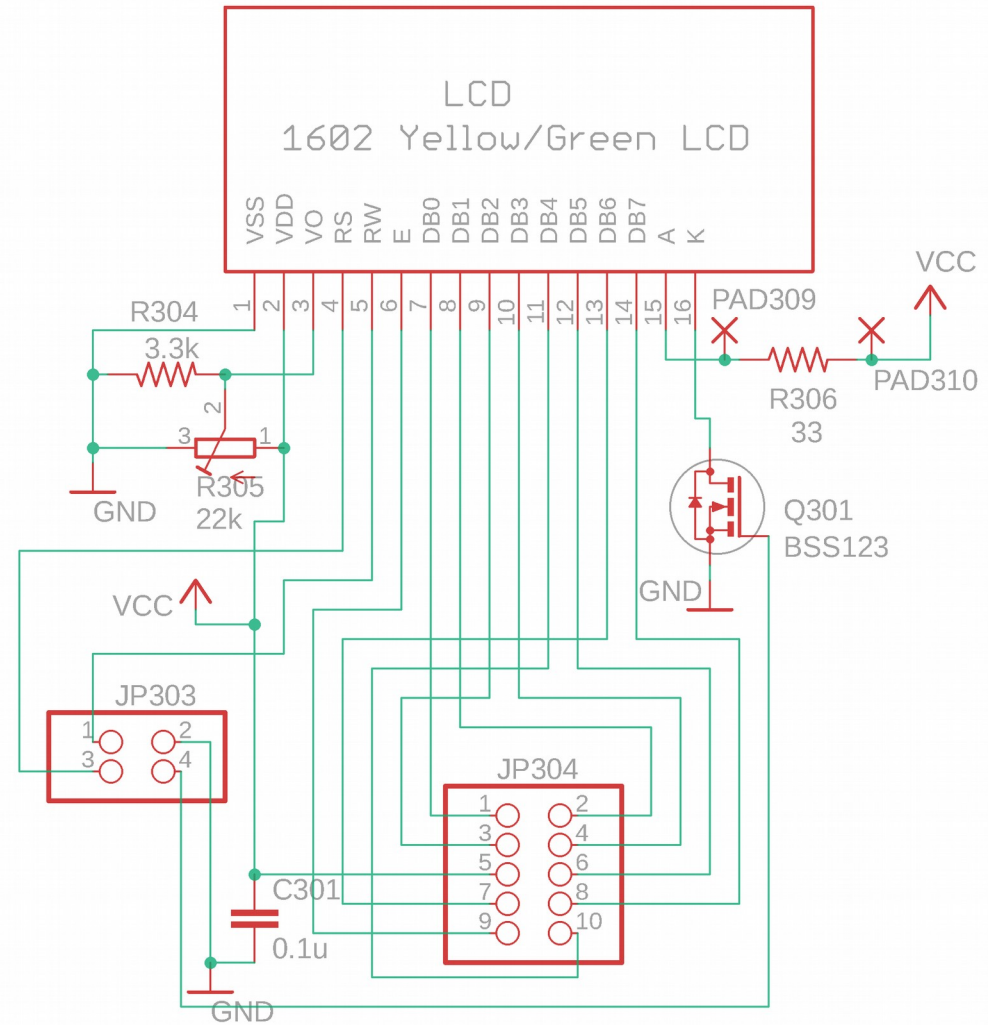 LCD
1602 Yellow/Green LCD
VSS VDD VO RS RW E DB0 DB1 DB2 DB3 DB4 DB5 DB6 DB7 A K
1 2 3 4 5 6 7 8 9 10 11 12 13 14 15 16
VCC
PAD309
R304
3.3k
PAD310
R306
33
2
3 1
R305
22k
GND
Q301
BSS123
GND
VCC
JP303
1 2
3 4
JP304
1 2
3 4
5 6
7 8
9 10
C301
0.1u
GND